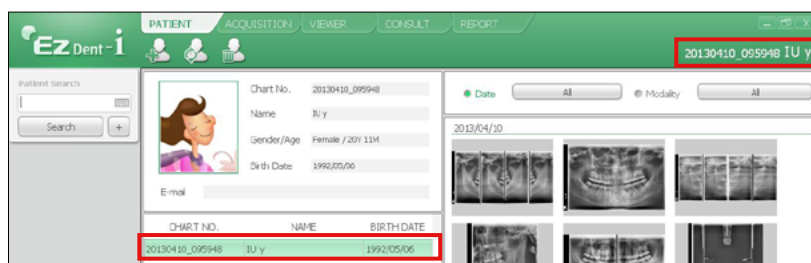 Ez Dent-i
PATIENT ACQUISITION VIEWER CONSULT REPORT
20130410_095948 IU y
Patient Search
Search +
Chart No. 20130410_095948
Name IU y
Gender/Age Female / 20Y 11M
Birth Date 1992/05/06
E-mail
CHART NO. NAME BIRTH DATE
20130410_095948 IU y 1992/05/06
Date All Modality All
2013/04/10